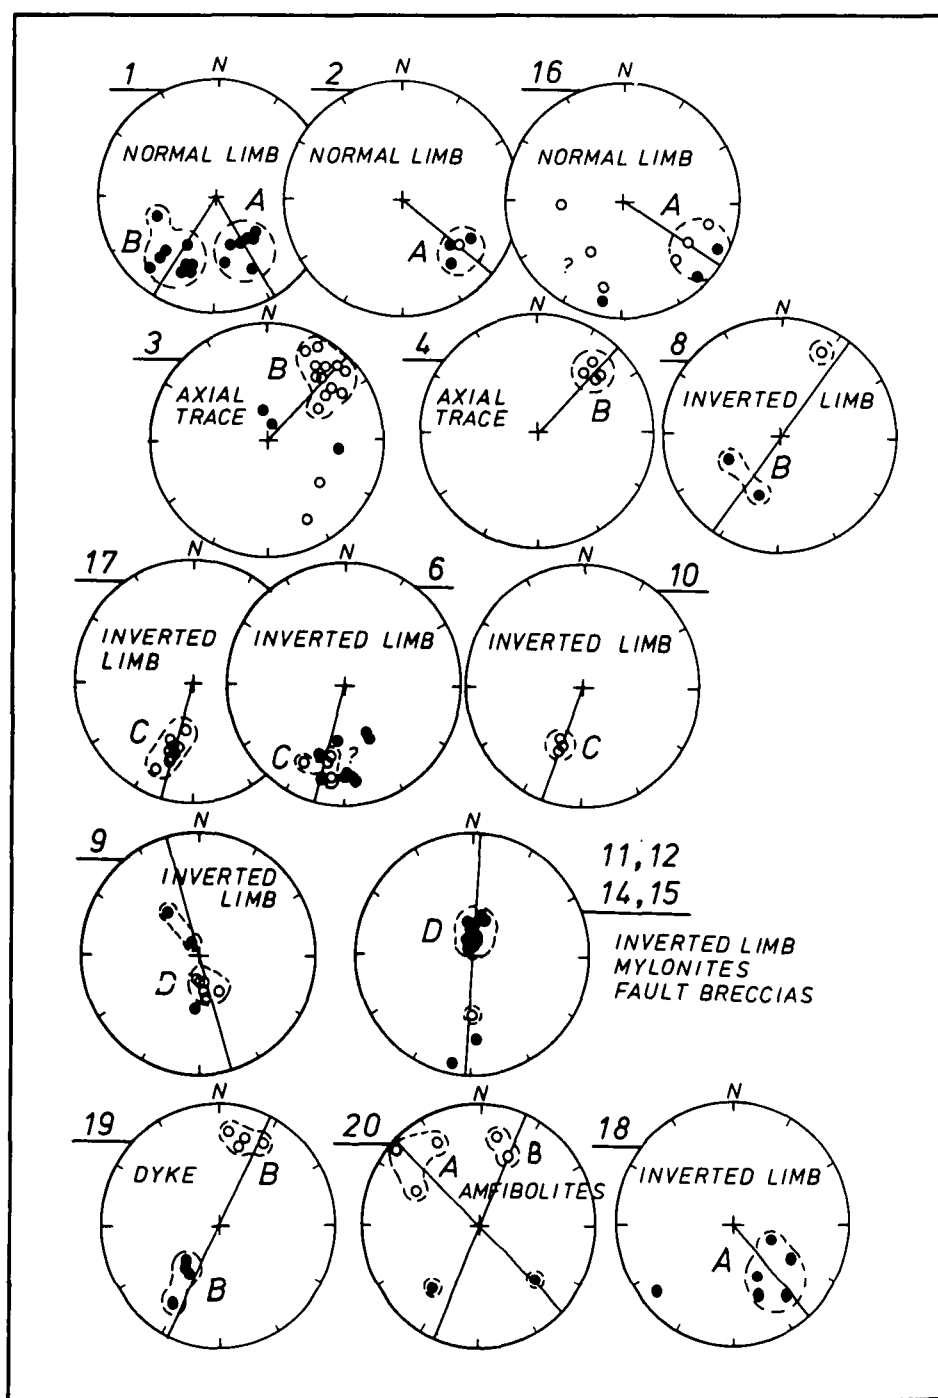 1 N
NORMAL LIMB
A
B
2 N
NORMAL LIMB
A
16 N
NORMAL LIMB
A
?
3 N
B
AXIAL
TRACE
4 N
AXIAL
TRACE
B
8 N
INVERTED LIMB
B
17 N
INVERTED
LIMB
C
6 N
INVERTED LIMB
C
?
10 N
INVERTED LIMB
C
9 N
INVERTED
LIMB
D
N
D
11, 12
14, 15
INVERTED LIMB
MYLONITES
FAULT BRECCIAS
19 N
B
DYKE
B
20 N
A
B
AMFIBOLITES
18 N
INVERTED LIMB
A